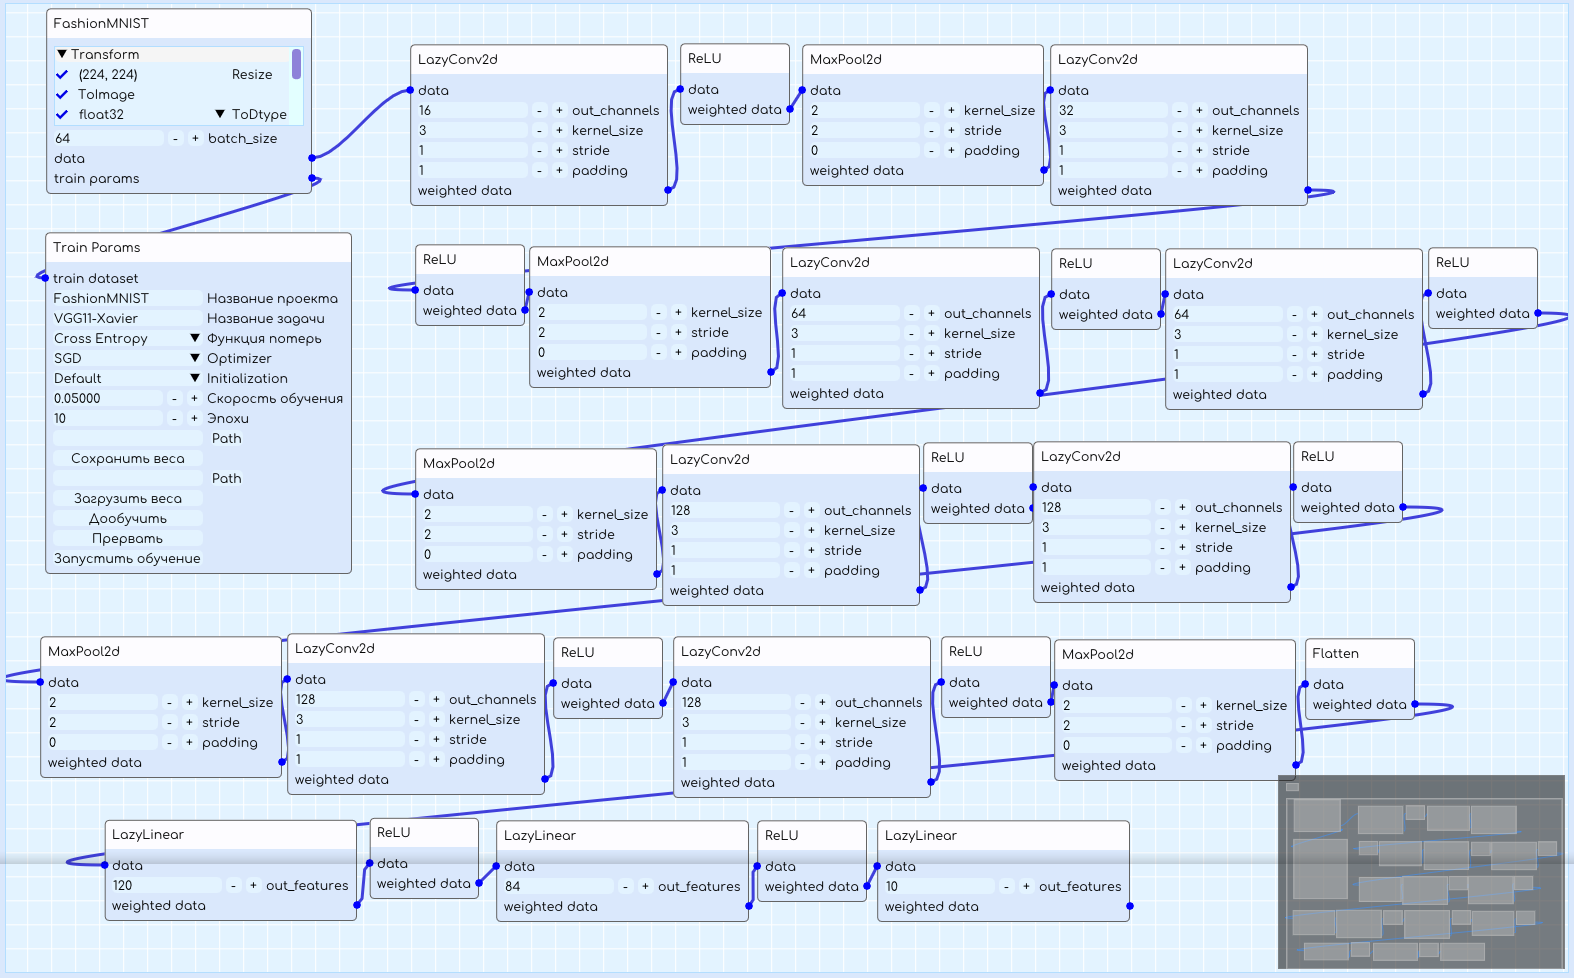 FashionMNIST
▼ Transform
(224, 224) Resize
ToImage
float32 ▼ ToDtype
64 - + batch_size
data
train params
LazyConv2d
data
16 - + out_channels
3 - + kernel_size
1 - + stride
1 - + padding
weighted data
ReLU
data
weighted data
MaxPool2d
data
2 - + kernel_size
2 - + stride
0 - + padding
weighted data
LazyConv2d
data
32 - + out_channels
3 - + kernel_size
1 - + stride
1 - + padding
weighted data
Train Params
train dataset
FashionMNIST Название проекта
VGG11-Xavier Название задачи
Cross Entropy ▼ Функция потерь
SGD ▼ Optimizer
Default ▼ Initialization
0.05000 - + Скорость обучения
10 - + Эпохи
Path
Сохранить веса
Path
Загрузить веса
Дообучить
Прервать
Запустить обучение
ReLU
data
weighted data
MaxPool2d
data
2 - + kernel_size
2 - + stride
0 - + padding
weighted data
LazyConv2d
data
64 - + out_channels
3 - + kernel_size
1 - + stride
1 - + padding
weighted data
ReLU
data
weighted data
LazyConv2d
data
64 - + out_channels
3 - + kernel_size
1 - + stride
1 - + padding
weighted data
ReLU
data
weighted data
MaxPool2d
data
2 - + kernel_size
2 - + stride
0 - + padding
weighted data
LazyConv2d
data
128 - + out_channels
3 - + kernel_size
1 - + stride
1 - + padding
weighted data
ReLU
data
weighted data
LazyConv2d
data
128 - + out_channels
3 - + kernel_size
1 - + stride
1 - + padding
weighted data
ReLU
data
weighted data
MaxPool2d
data
2 - + kernel_size
2 - + stride
0 - + padding
weighted data
LazyConv2d
data
128 - + out_channels
3 - + kernel_size
1 - + stride
1 - + padding
weighted data
ReLU
data
weighted data
LazyConv2d
data
128 - + out_channels
3 - + kernel_size
1 - + stride
1 - + padding
weighted data
ReLU
data
weighted data
MaxPool2d
data
2 - + kernel_size
2 - + stride
0 - + padding
weighted data
Flatten
data
weighted data
LazyLinear
data
120 - + out_features
weighted data
ReLU
data
weighted data
LazyLinear
data
84 - + out_features
weighted data
ReLU
data
weighted data
LazyLinear
data
10 - + out_features
weighted data